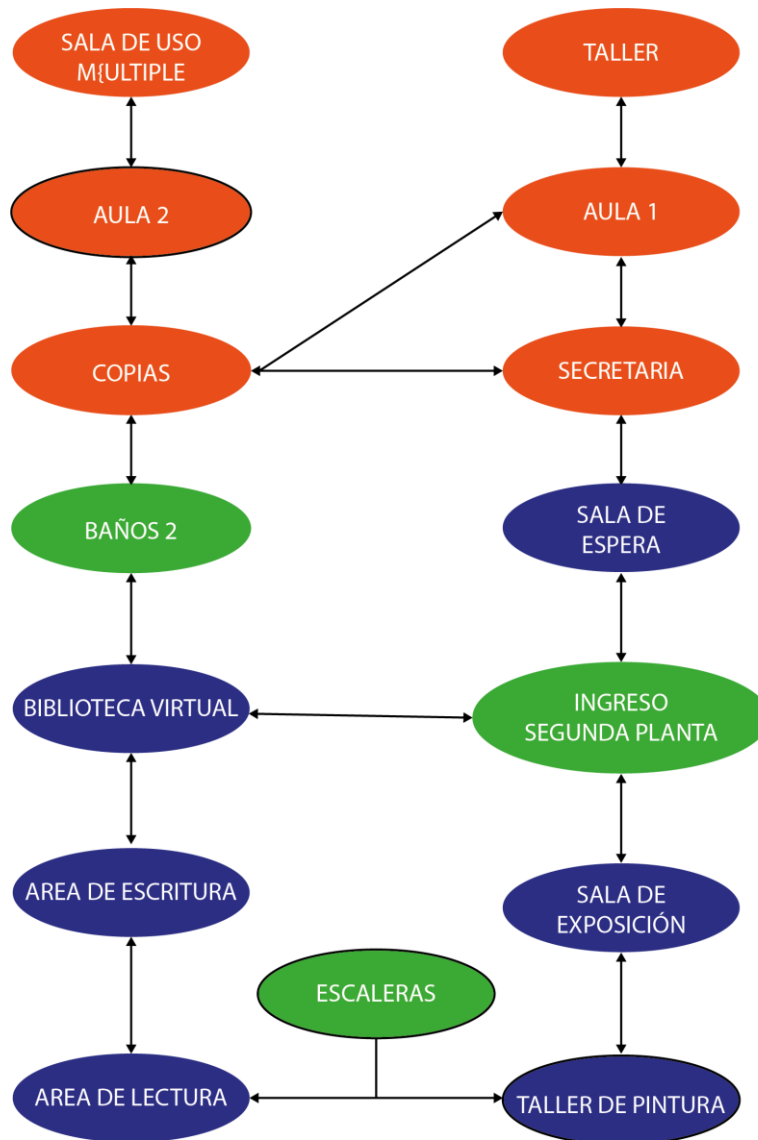 SALA DE USO
M{ULTIPLE
TALLER
AULA 2
AULA 1
COPIAS
SECRETARIA
BAÑOS 2
SALA DE
ESPERA
BIBLIOTECA VIRTUAL
INGRESO
SEGUNDA PLANTA
AREA DE ESCRITURA
SALA DE
EXPOSICIÓN
ESCALERAS
AREA DE LECTURA
TALLER DE PINTURA